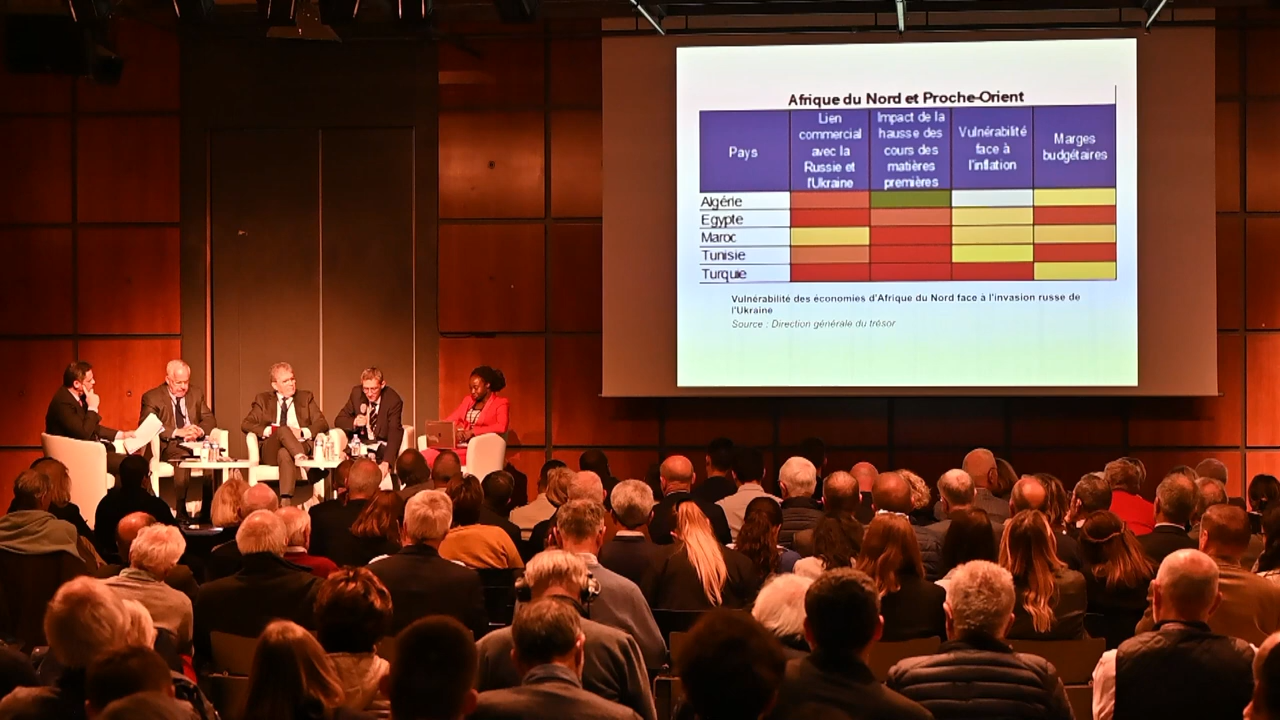 Afrique du Nord et Proche-Orient
Pays
Lien
commercial
avec la
Russie et
l'Ukraine
Impact de la
hausse des
cours des
matières
premières
Vulnérabilité
face à
l'inflation
Marges
budgétaires
Algérie
Egypte
Maroc
Tunisie
Turquie
Vulnérabilité des économies d'Afrique du Nord face à l'invasion russe de
l'Ukraine
Source : Direction générale du trésor